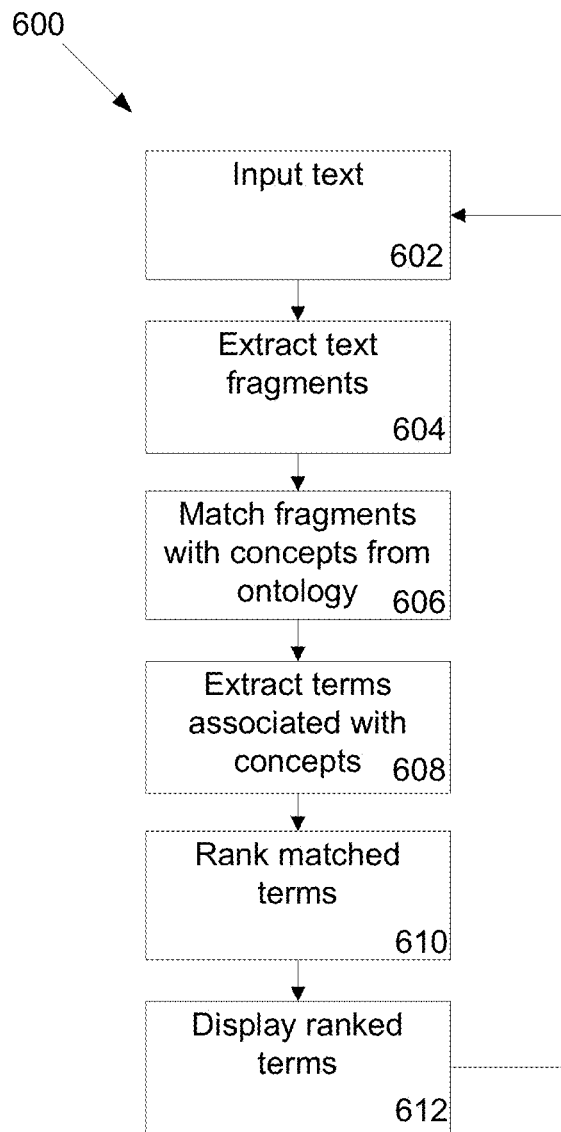 600
Input text
602
Extract text
fragments
604
Match fragments
with concepts from
ontology
606
Extract terms
associated with
concepts
608
Rank matched
terms
610
Display ranked
terms
612